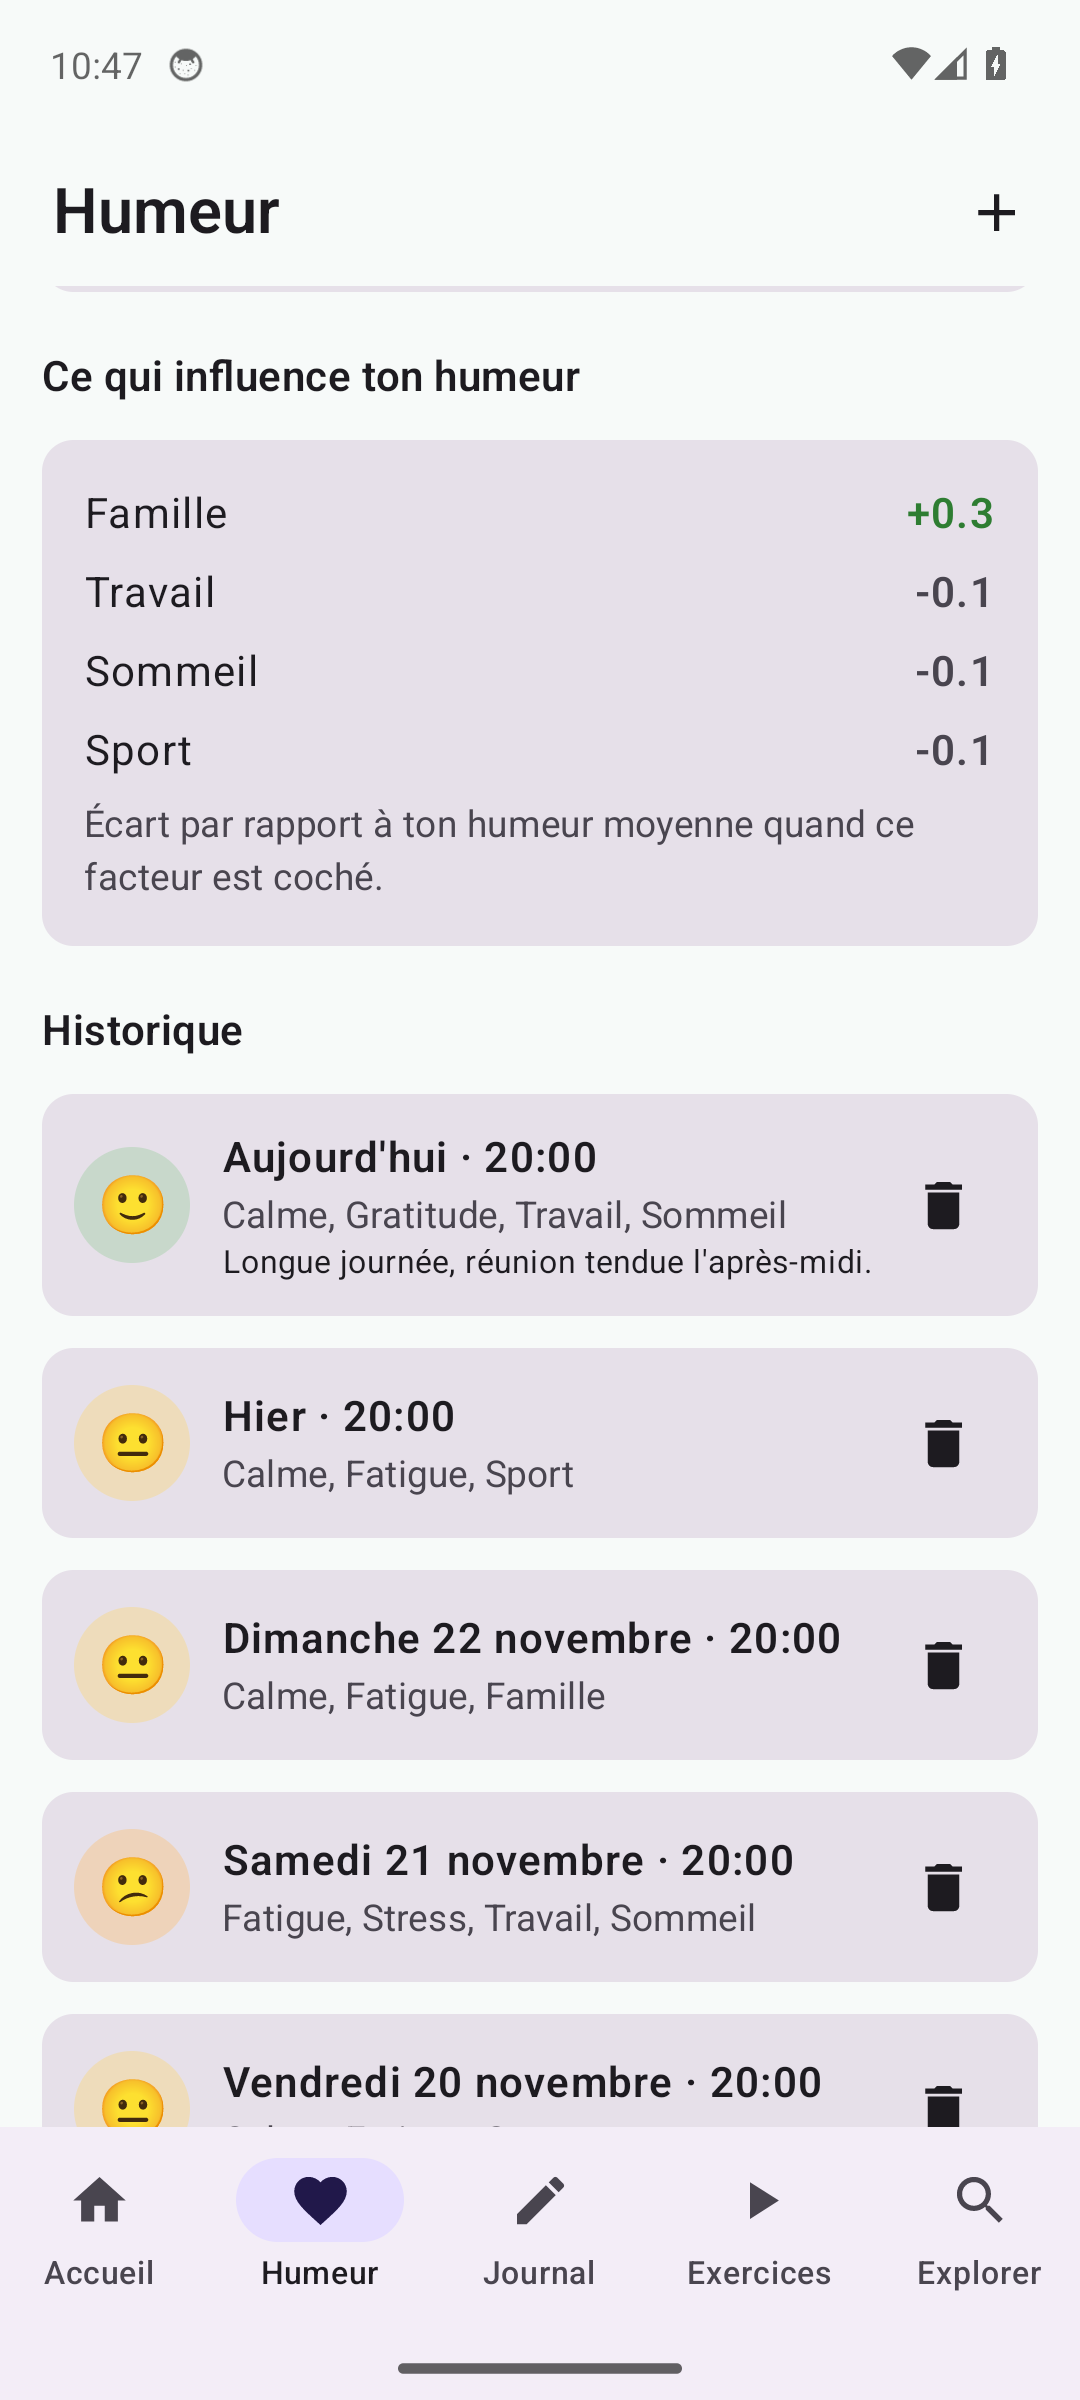 10:47
Humeur
Ce qui influence ton humeur
Famille +0.3
Travail -0.1
Sommeil -0.1
Sport -0.1
Écart par rapport à ton humeur moyenne quand ce
facteur est coché.
Historique
Aujourd'hui · 20:00
Calme, Gratitude, Travail, Sommeil
Longue journée, réunion tendue l'après-midi.
Hier · 20:00
Calme, Fatigue, Sport
Dimanche 22 novembre · 20:00
Calme, Fatigue, Famille
Samedi 21 novembre · 20:00
Fatigue, Stress, Travail, Sommeil
Vendredi 20 novembre · 20:00
Accueil
Humeur
Journal
Exercices
Explorer